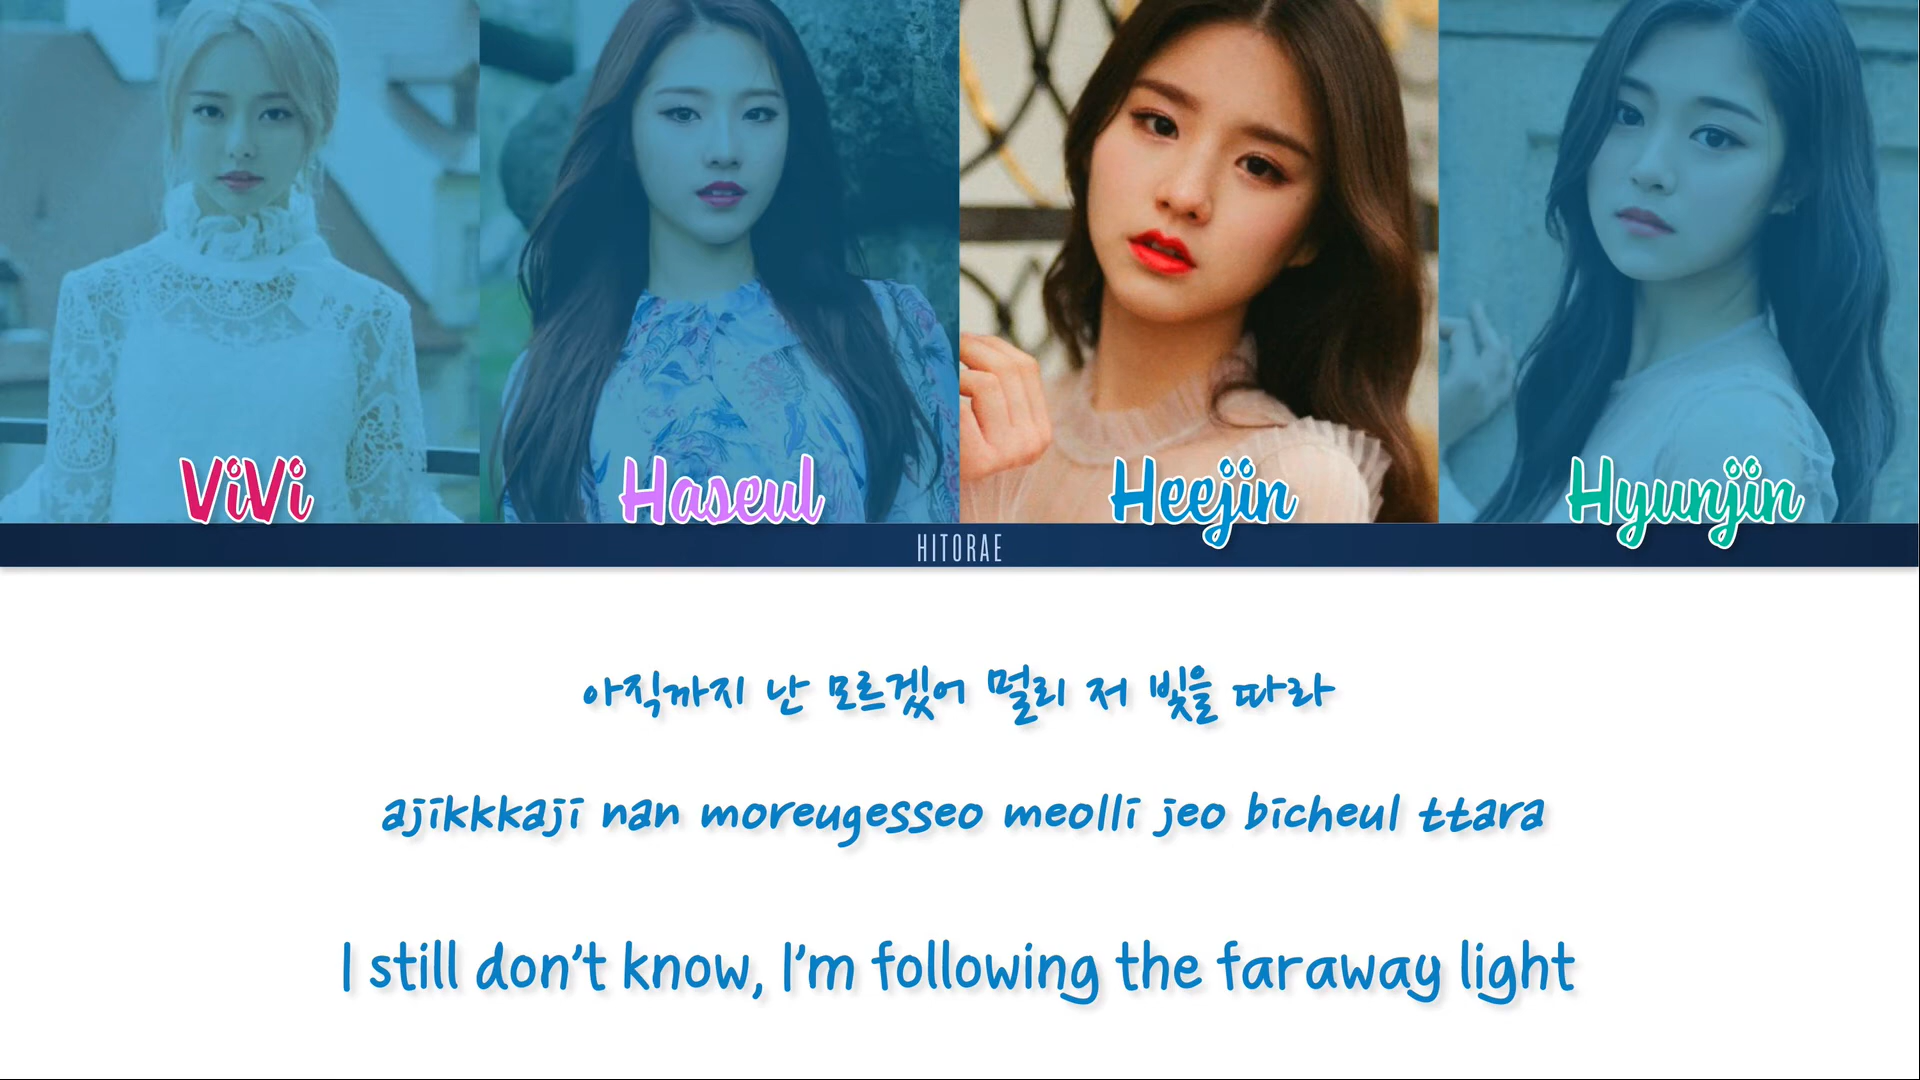 ViVi Haseul Heejin Hyunjin
HITORAE
아직까지 난 모르겠어 멀리 저 빛을 따라
ajikkkaji nan moreugesseo meolli jeo bicheul ttara
I still don't know, I'm following the faraway light